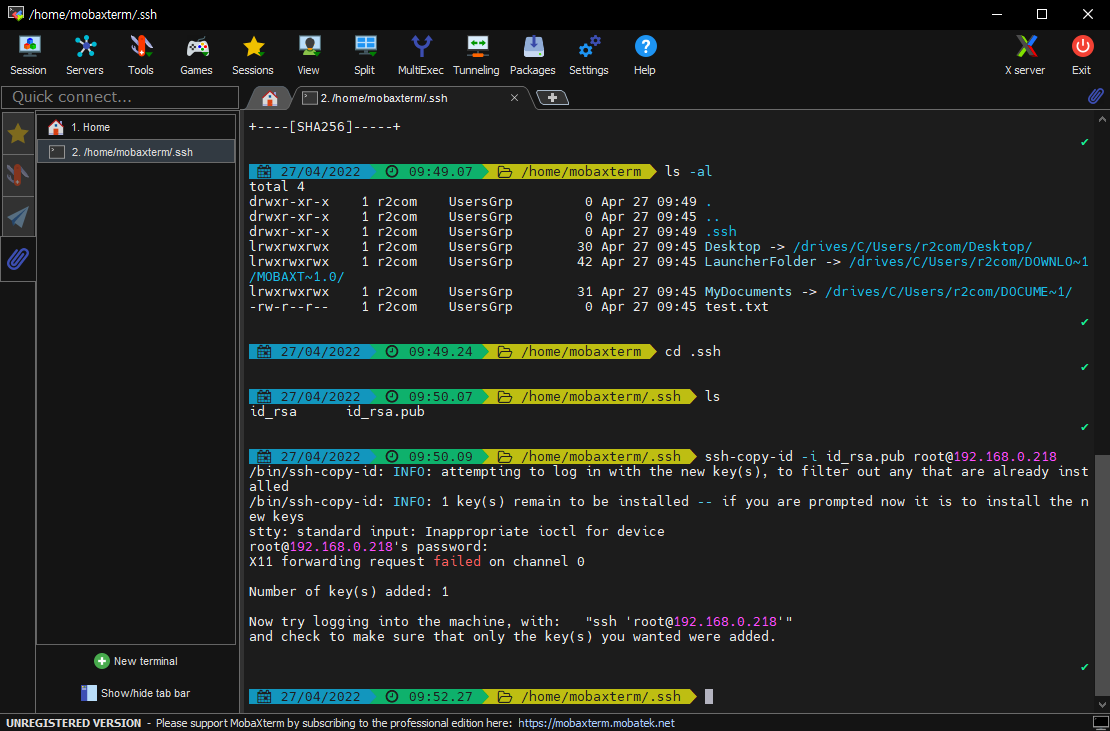 /home/mobaxterm/.ssh
Session Servers Tools Games Sessions View Split MultiExec Tunneling Packages Settings Help X server Exit
Quick connect...
2. /home/mobaxterm/.ssh
1. Home
2. /home/mobaxterm/.ssh
+----[SHA256]-----+
27/04/2022 09:49.07 /home/mobaxterm ls -al
total 4
drwxr-xr-x 1 r2com UsersGrp 0 Apr 27 09:49 .
drwxr-xr-x 1 r2com UsersGrp 0 Apr 27 09:45 ..
drwxr-xr-x 1 r2com UsersGrp 0 Apr 27 09:49 .ssh
lrwxrwxrwx 1 r2com UsersGrp 30 Apr 27 09:45 Desktop -> /drives/C/Users/r2com/Desktop/
lrwxrwxrwx 1 r2com UsersGrp 42 Apr 27 09:45 LauncherFolder -> /drives/C/Users/r2com/DOWNLO~1
/MOBAXT~1.0/
lrwxrwxrwx 1 r2com UsersGrp 31 Apr 27 09:45 MyDocuments -> /drives/C/Users/r2com/DOCUME~1/
-rw-r--r-- 1 r2com UsersGrp 0 Apr 27 09:45 test.txt
27/04/2022 09:49.24 /home/mobaxterm cd .ssh
27/04/2022 09:50.07 /home/mobaxterm/.ssh ls
id_rsa id_rsa.pub
27/04/2022 09:50.09 /home/mobaxterm/.ssh ssh-copy-id -i id_rsa.pub root@192.168.0.218
/bin/ssh-copy-id: INFO: attempting to log in with the new key(s), to filter out any that are already inst
alled
/bin/ssh-copy-id: INFO: 1 key(s) remain to be installed -- if you are prompted now it is to install the n
ew keys
stty: standard input: Inappropriate ioctl for device
root@192.168.0.218's password:
X11 forwarding request failed on channel 0
Number of key(s) added: 1
Now try logging into the machine, with: "ssh 'root@192.168.0.218'"
and check to make sure that only the key(s) you wanted were added.
27/04/2022 09:52.27 /home/mobaxterm/.ssh
New terminal
Show/hide tab bar
UNREGISTERED VERSION - Please support MobaXterm by subscribing to the professional edition here: https://mobaxterm.mobatek.net